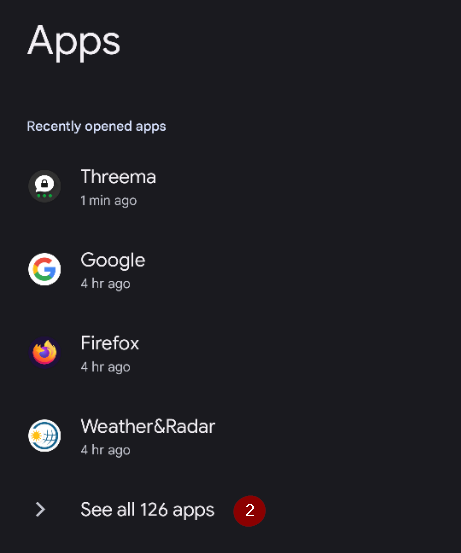 Apps
Recently opened apps
Threema
1 min ago
Google
4 hr ago
Firefox
4 hr ago
Weather&Radar
4 hr ago
See all 126 apps 2